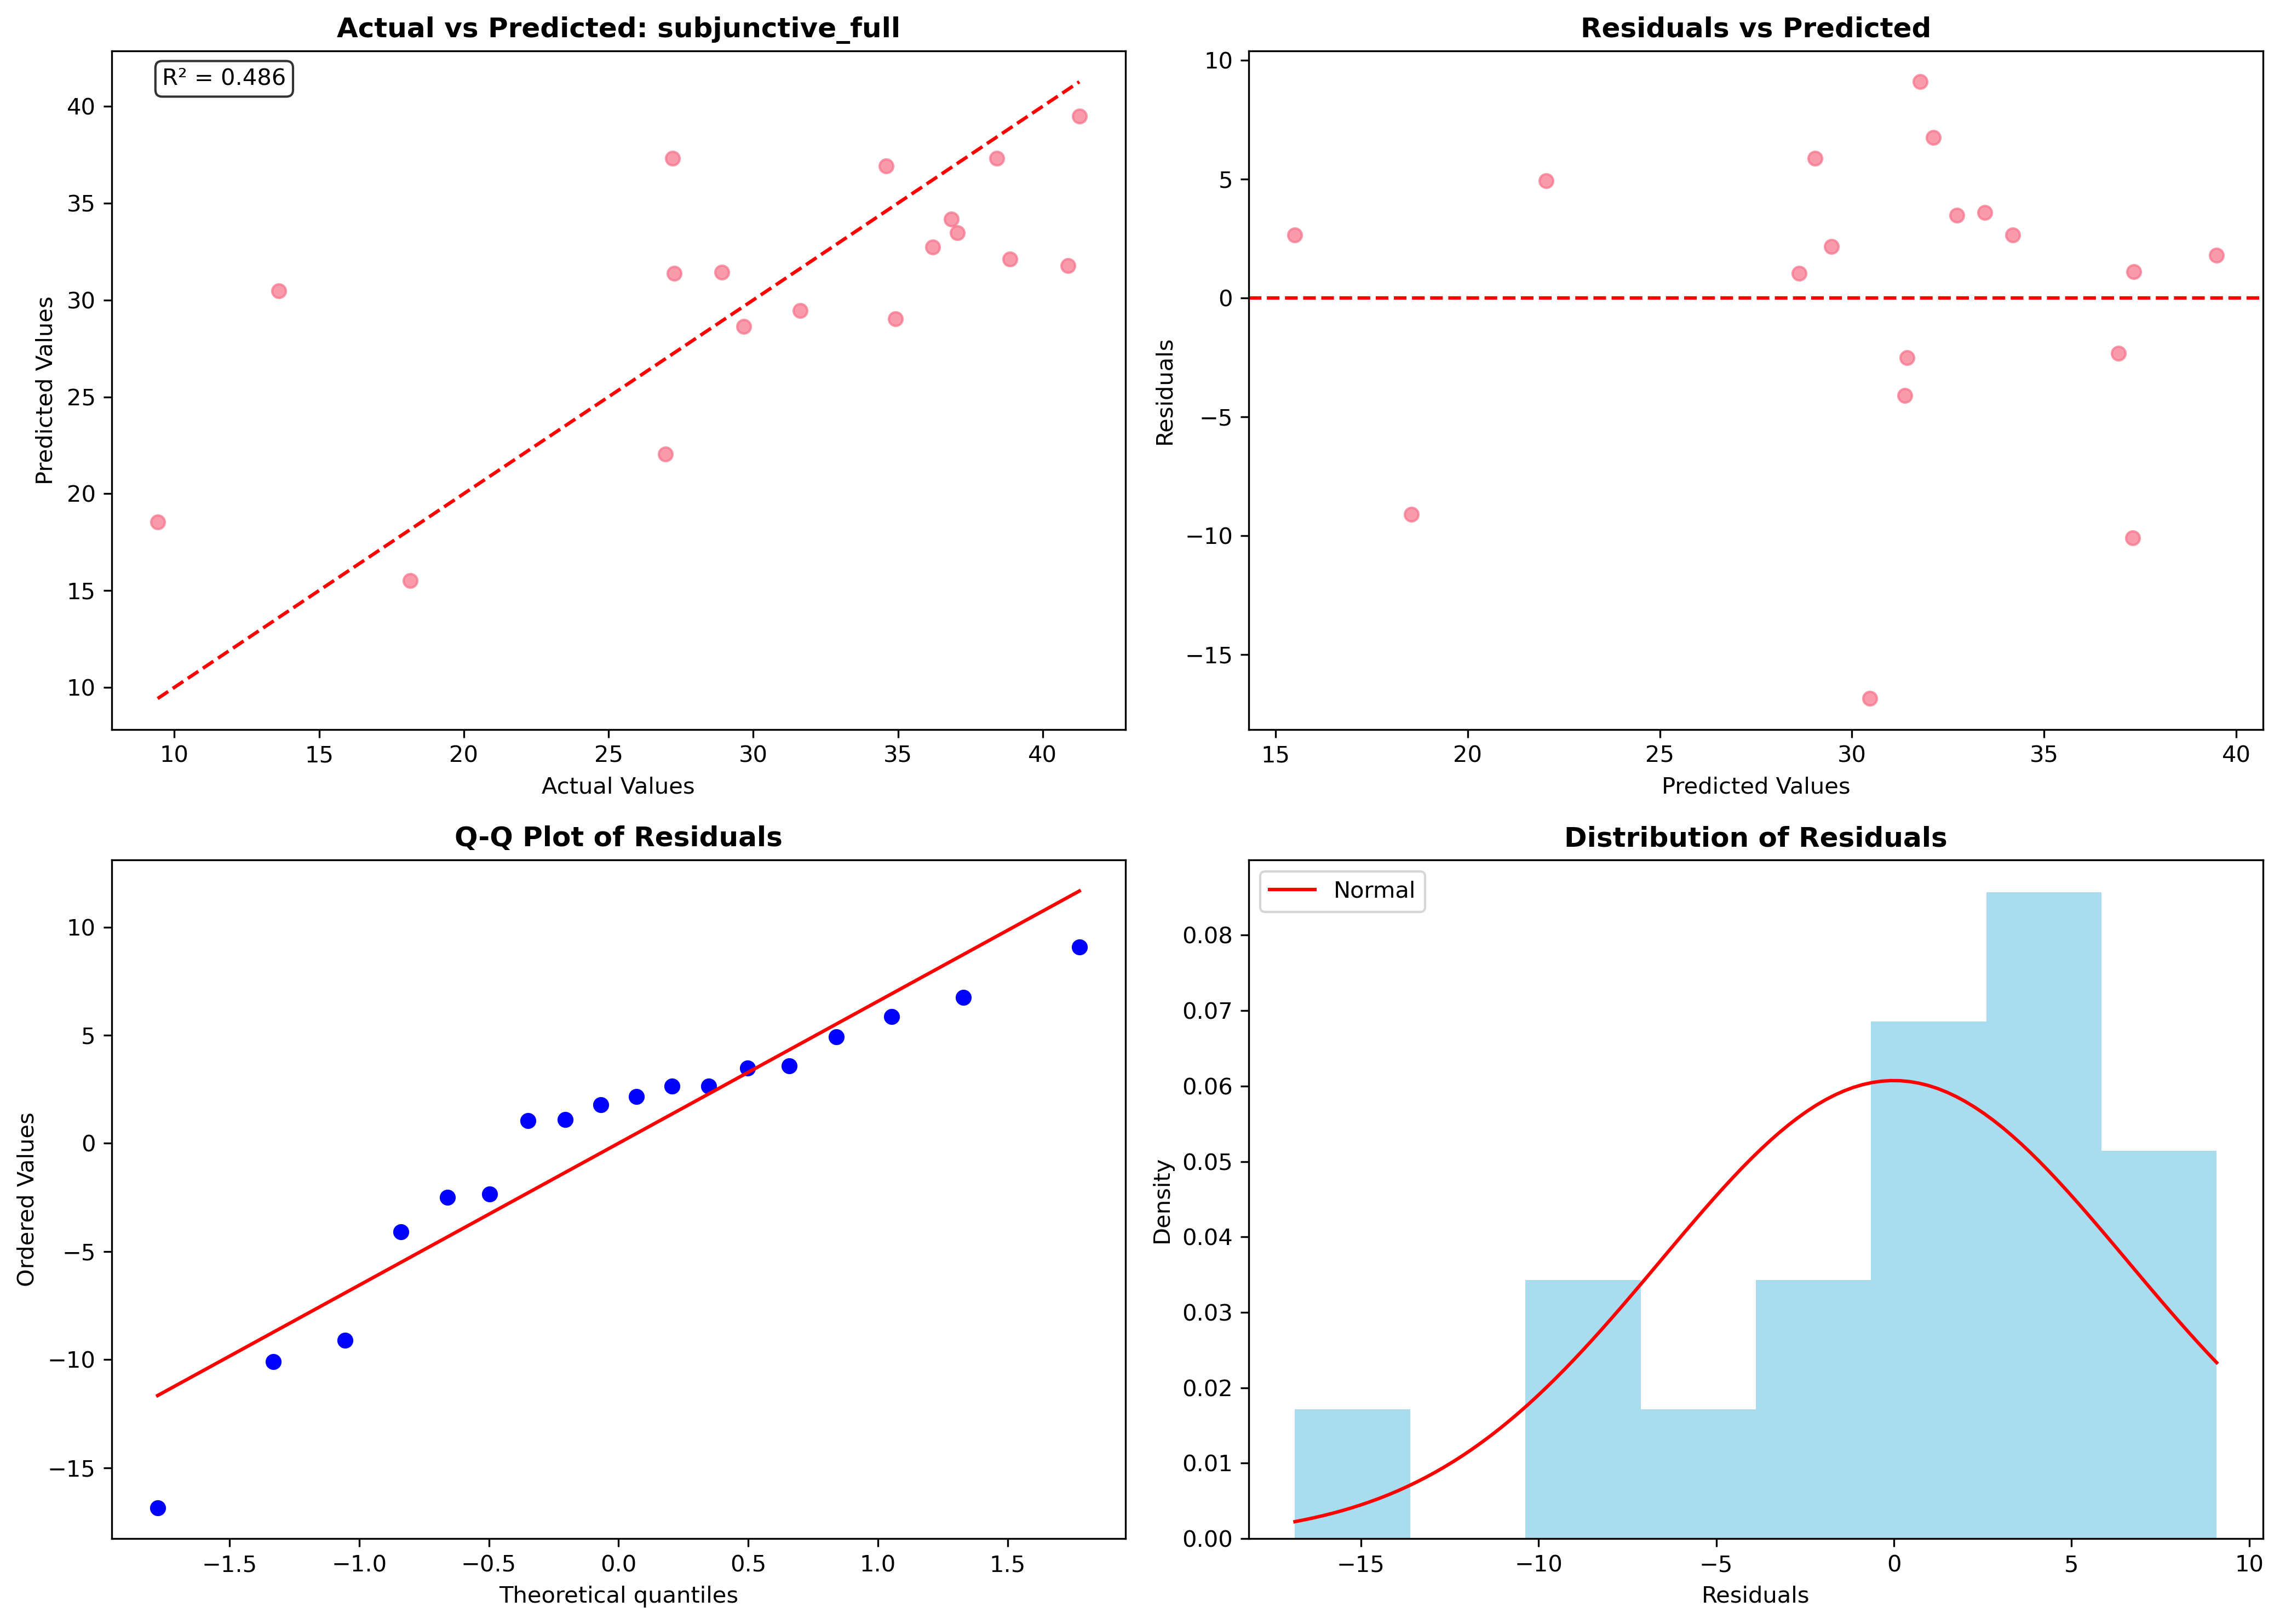 Actual vs Predicted: subjunctive_full
R² = 0.486
40
35
30
25
20
15
10
Predicted Values
10 15 20 25 30 35 40
Actual Values
Residuals vs Predicted
10
5
0
−5
−10
−15
Residuals
15 20 25 30 35 40
Predicted Values
Q-Q Plot of Residuals
10
5
0
−5
−10
−15
Ordered Values
−1.5 −1.0 −0.5 0.0 0.5 1.0 1.5
Theoretical quantiles
Distribution of Residuals
Normal
0.08
0.07
0.06
0.05
0.04
0.03
0.02
0.01
0.00
Density
−15 −10 −5 0 5 10
Residuals